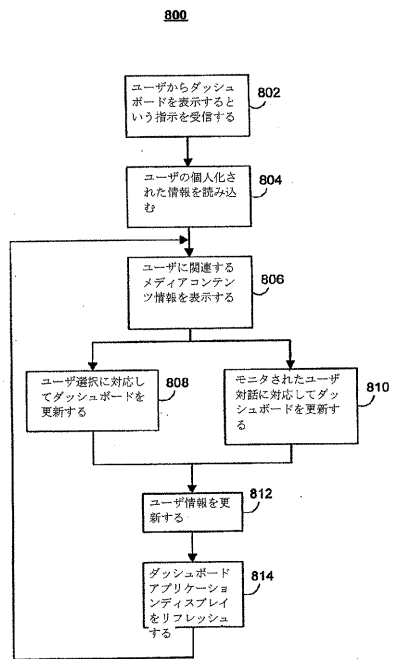 800
ユーザからダッシュ
ボードを表示すると
いう指示を受信する
802
ユーザの個人化さ
れた情報を読み込
む
804
ユーザに関連する
メディアコンテン
ツ情報を表示する
806
ユーザ選択に対応し
てダッシュボードを
更新する
808
モニタされたユーザ
対話に対応してダッ
シュボードを更新す
る
810
ユーザ情報を更
新する
812
ダッシュボード
アプリケーショ
ンディスプレイ
をリフレッシュ
する
814